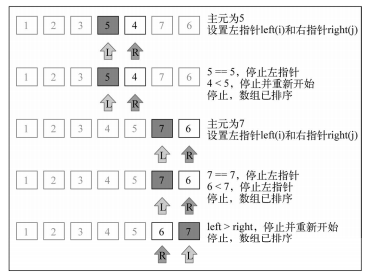 1 2 3 5 4 7 6
主元为5
设置左指针left(i)和右指针right(j)
L R
1 2 3 5 4 7 6
5 == 5，停止左指针
4 < 5，停止并重新开始
停止，数组已排序
L R
1 2 3 4 5 7 6
主元为7
设置左指针left(i)和右指针right(j)
L R
1 2 3 4 5 7 6
7 == 7，停止左指针
6 < 7，停止左指针
停止，数组已排序
L R
1 2 3 4 5 6 7
left > right，停止并重新开始
停止，数组已排序
R L